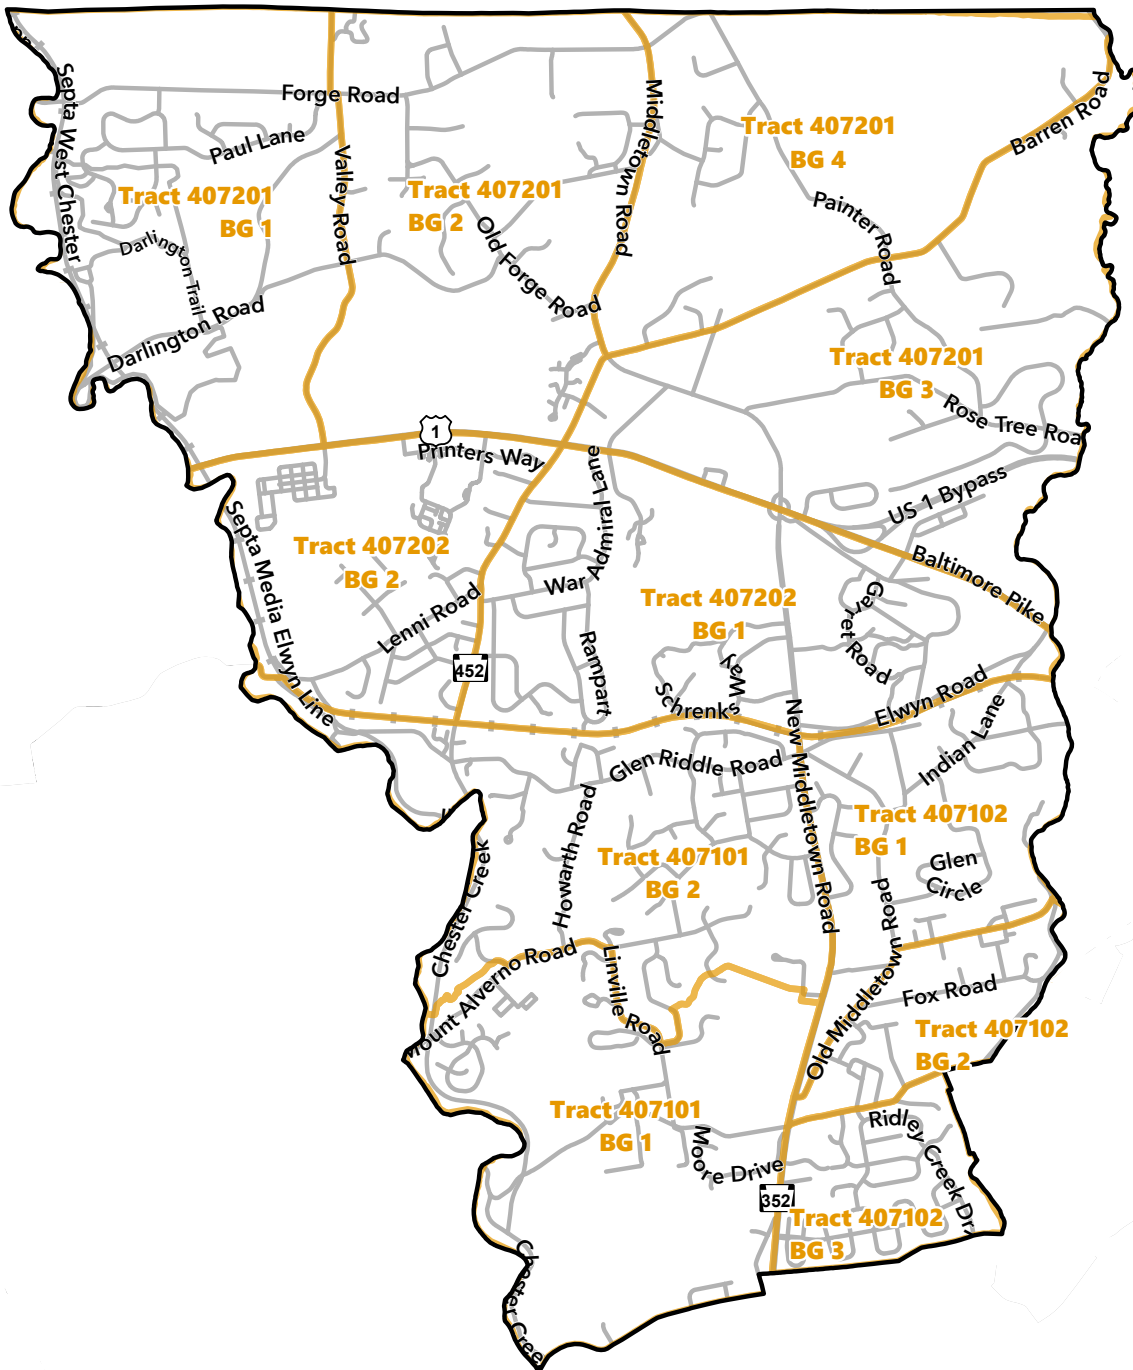 Septa West Chester
Forge Road
Paul Lane
Valley Road
Middletown Road
Barren Road
Tract 407201
BG 4
Tract 407201
BG 1
Tract 407201
BG 2
Painter Road
Darlington Trail
Old Forge Road
Darlington Road
Tract 407201
BG 3
Rose Tree Roa
1
Printers Way
US 1 Bypass
War Admiral Lane
Septa Media Elwyn Line
Tract 407202
BG 2
Baltimore Pike
Garret Road
Tract 407202
BG 1
Lenni Road
Rampart
452
Schrenks Way
Elwyn Road
New Middletown Road
Indian Lane
Glen Riddle Road
Howarth Road
Tract 407102
BG 1
Tract 407101
BG 2
Glen
Circle
Chester Creek
Mount Alverno Road
Linville Road
Old Middletown Road
Fox Road
Tract 407102
BG 2
Tract 407101
BG 1
Ridley Creek Dr
Moore Drive
352
Tract 407102
BG 3
Chester Cree